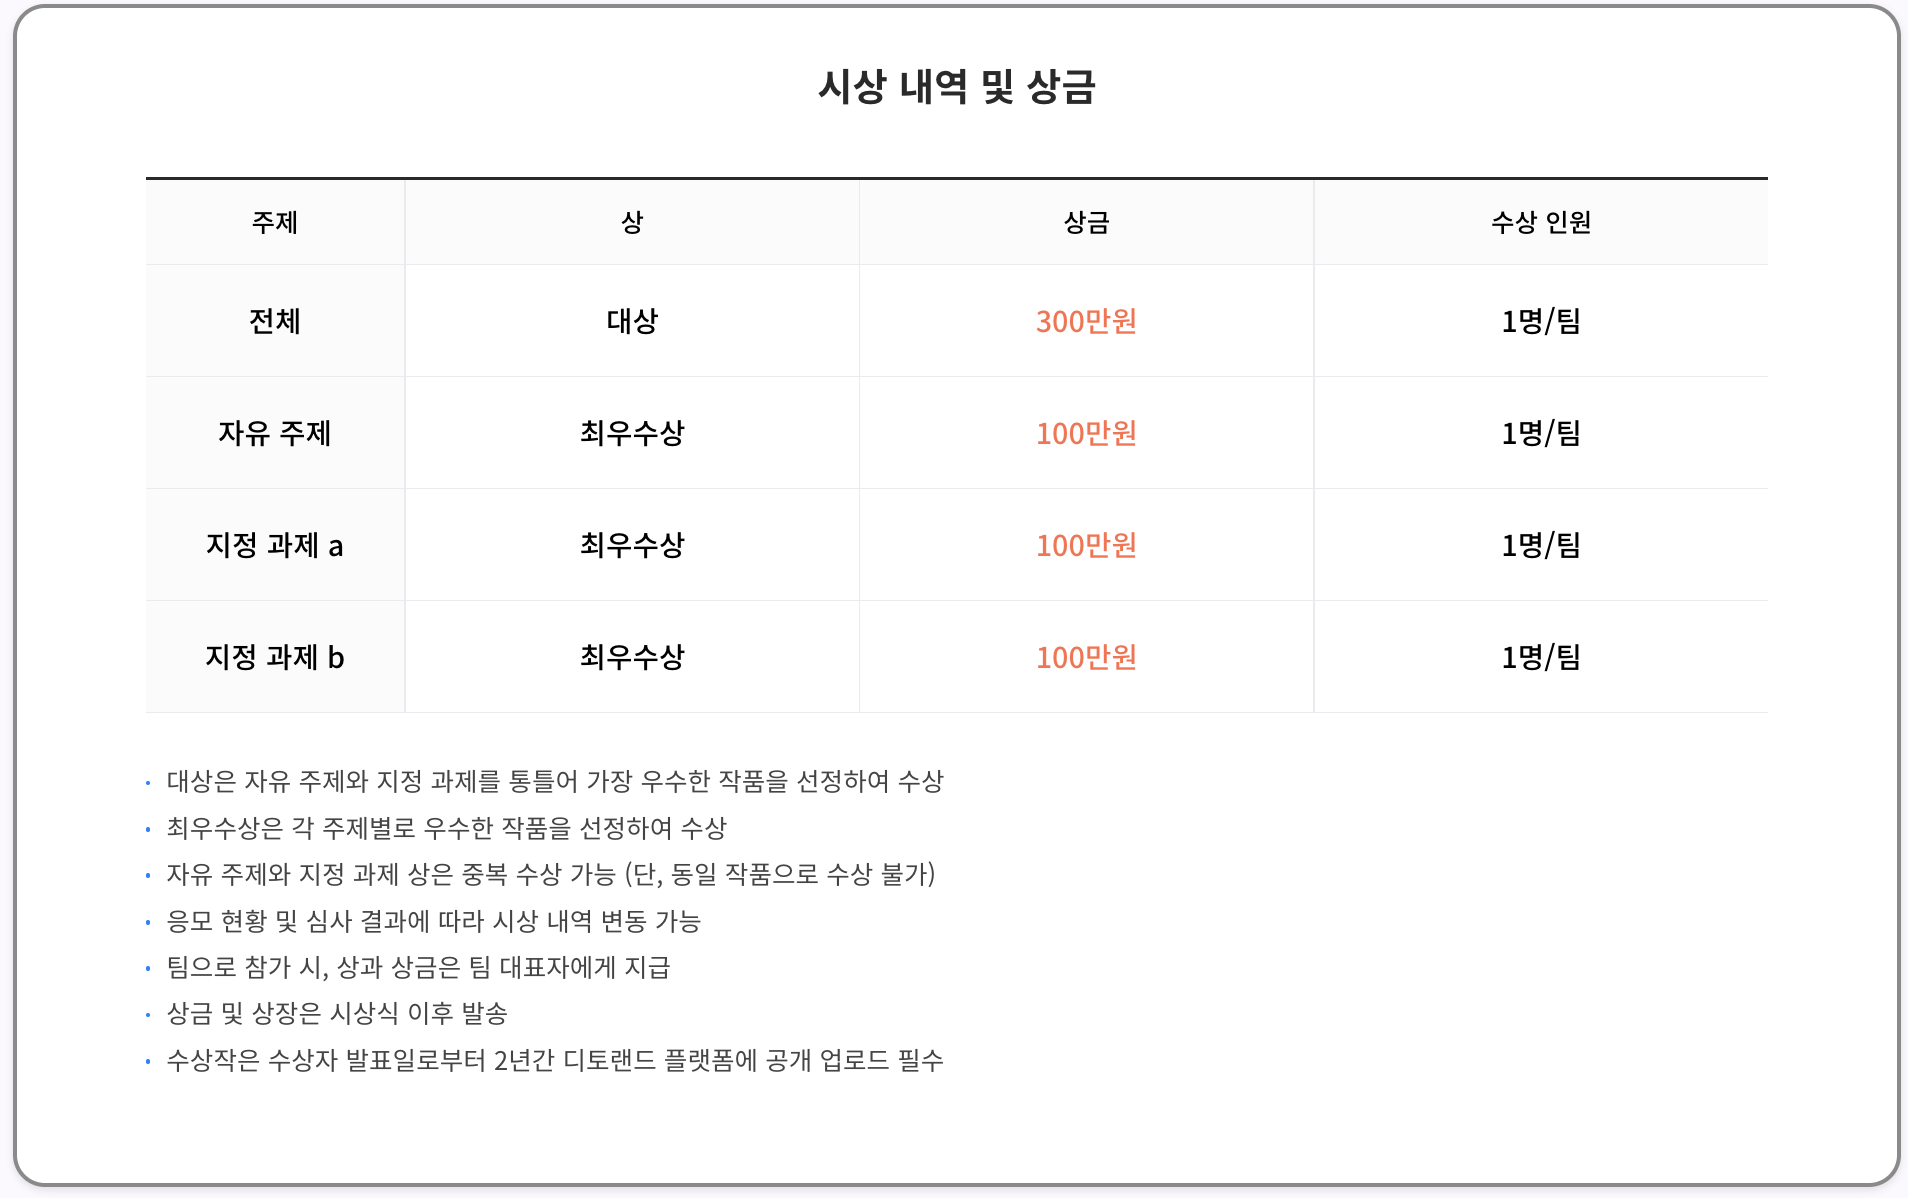 시상 내역 및 상금
주제 상 상금 수상 인원
전체 대상 300만원 1명/팀
자유 주제 최우수상 100만원 1명/팀
지정 과제 a 최우수상 100만원 1명/팀
지정 과제 b 최우수상 100만원 1명/팀
· 대상은 자유 주제와 지정 과제를 통틀어 가장 우수한 작품을 선정하여 수상
· 최우수상은 각 주제별로 우수한 작품을 선정하여 수상
· 자유 주제와 지정 과제 상은 중복 수상 가능 (단, 동일 작품으로 수상 불가)
· 응모 현황 및 심사 결과에 따라 시상 내역 변동 가능
· 팀으로 참가 시, 상과 상금은 팀 대표자에게 지급
· 상금 및 상장은 시상식 이후 발송
· 수상작은 수상자 발표일로부터 2년간 디토랜드 플랫폼에 공개 업로드 필수